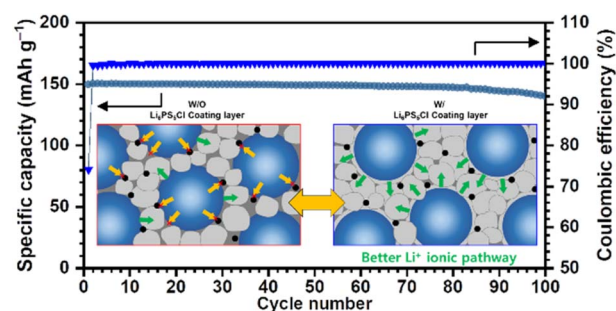 200
150
100
50
0
Specific capacity (mAh g⁻¹)
W/O
Li₆PS₅Cl Coating layer
W/
Li₆PS₅Cl Coating layer
Better Li⁺ ionic pathway
110
100
90
80
70
60
50
Coulombic efficiency (%)
0 10 20 30 40 50 60 70 80 90 100
Cycle number